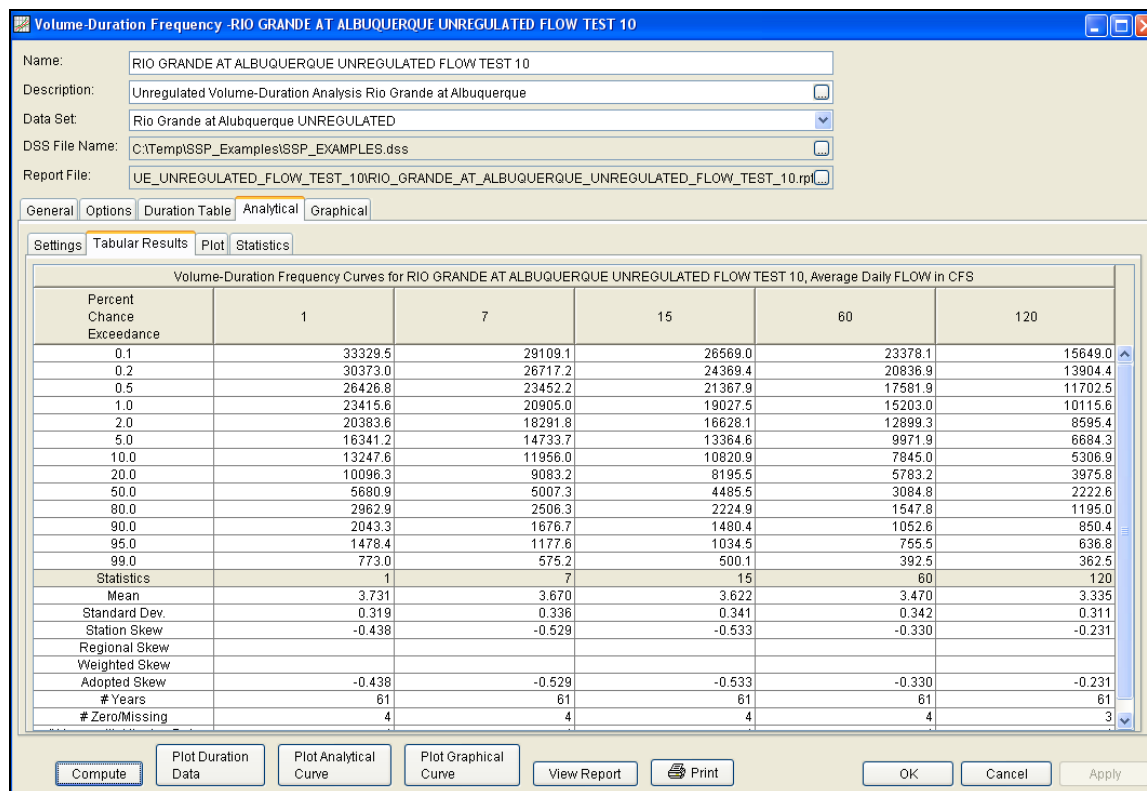 Volume-Duration Frequency -RIO GRANDE AT ALBUQUERQUE UNREGULATED FLOW TEST 10
Name: RIO GRANDE AT ALBUQUERQUE UNREGULATED FLOW TEST 10
Description: Unregulated Volume-Duration Analysis Rio Grande at Albuquerque ...
Data Set: Rio Grande at Alubquerque UNREGULATED
DSS File Name: C:\Temp\SSP_Examples\SSP_EXAMPLES.dss ...
Report File: UE_UNREGULATED_FLOW_TEST_10\RIO_GRANDE_AT_ALBUQUERQUE_UNREGULATED_FLOW_TEST_10.rpt ...
General Options Duration Table Analytical Graphical
Settings Tabular Results Plot Statistics
Volume-Duration Frequency Curves for RIO GRANDE AT ALBUQUERQUE UNREGULATED FLOW TEST 10, Average Daily FLOW in CFS
Percent
Chance 1 7 15 60 120
Exceedance
0.1 33329.5 29109.1 26569.0 23378.1 15649.0
0.2 30373.0 26717.2 24369.4 20836.9 13904.4
0.5 26426.8 23452.2 21367.9 17581.9 11702.5
1.0 23415.6 20905.0 19027.5 15203.0 10115.6
2.0 20383.6 18291.8 16628.1 12899.3 8595.4
5.0 16341.2 14733.7 13364.6 9971.9 6684.3
10.0 13247.6 11956.0 10820.9 7845.0 5306.9
20.0 10096.3 9083.2 8195.5 5783.2 3975.8
50.0 5680.9 5007.3 4485.5 3084.8 2222.6
80.0 2962.9 2506.3 2224.9 1547.8 1195.0
90.0 2043.3 1676.7 1480.4 1052.6 850.4
95.0 1478.4 1177.6 1034.5 755.5 636.8
99.0 773.0 575.2 500.1 392.5 362.5
Statistics 1 7 15 60 120
Mean 3.731 3.670 3.622 3.470 3.335
Standard Dev. 0.319 0.336 0.341 0.342 0.311
Station Skew -0.438 -0.529 -0.533 -0.330 -0.231
Regional Skew
Weighted Skew
Adopted Skew -0.438 -0.529 -0.533 -0.330 -0.231
# Years 61 61 61 61 61
# Zero/Missing 4 4 4 4 3
Compute Plot Duration Data Plot Analytical Curve Plot Graphical Curve View Report Print OK Cancel Apply